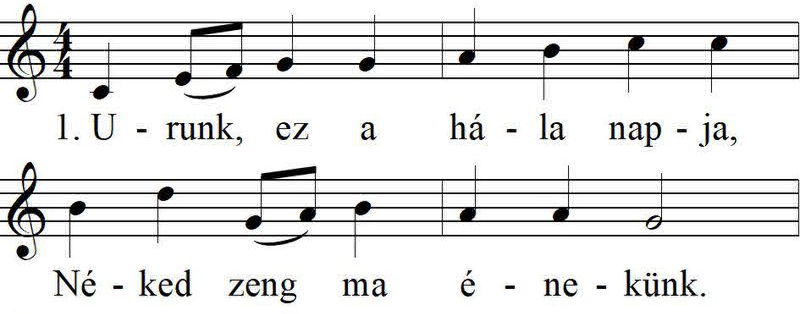 1. U - runk, ez a há - la nap - ja,
Né - ked zeng ma é - ne - künk.